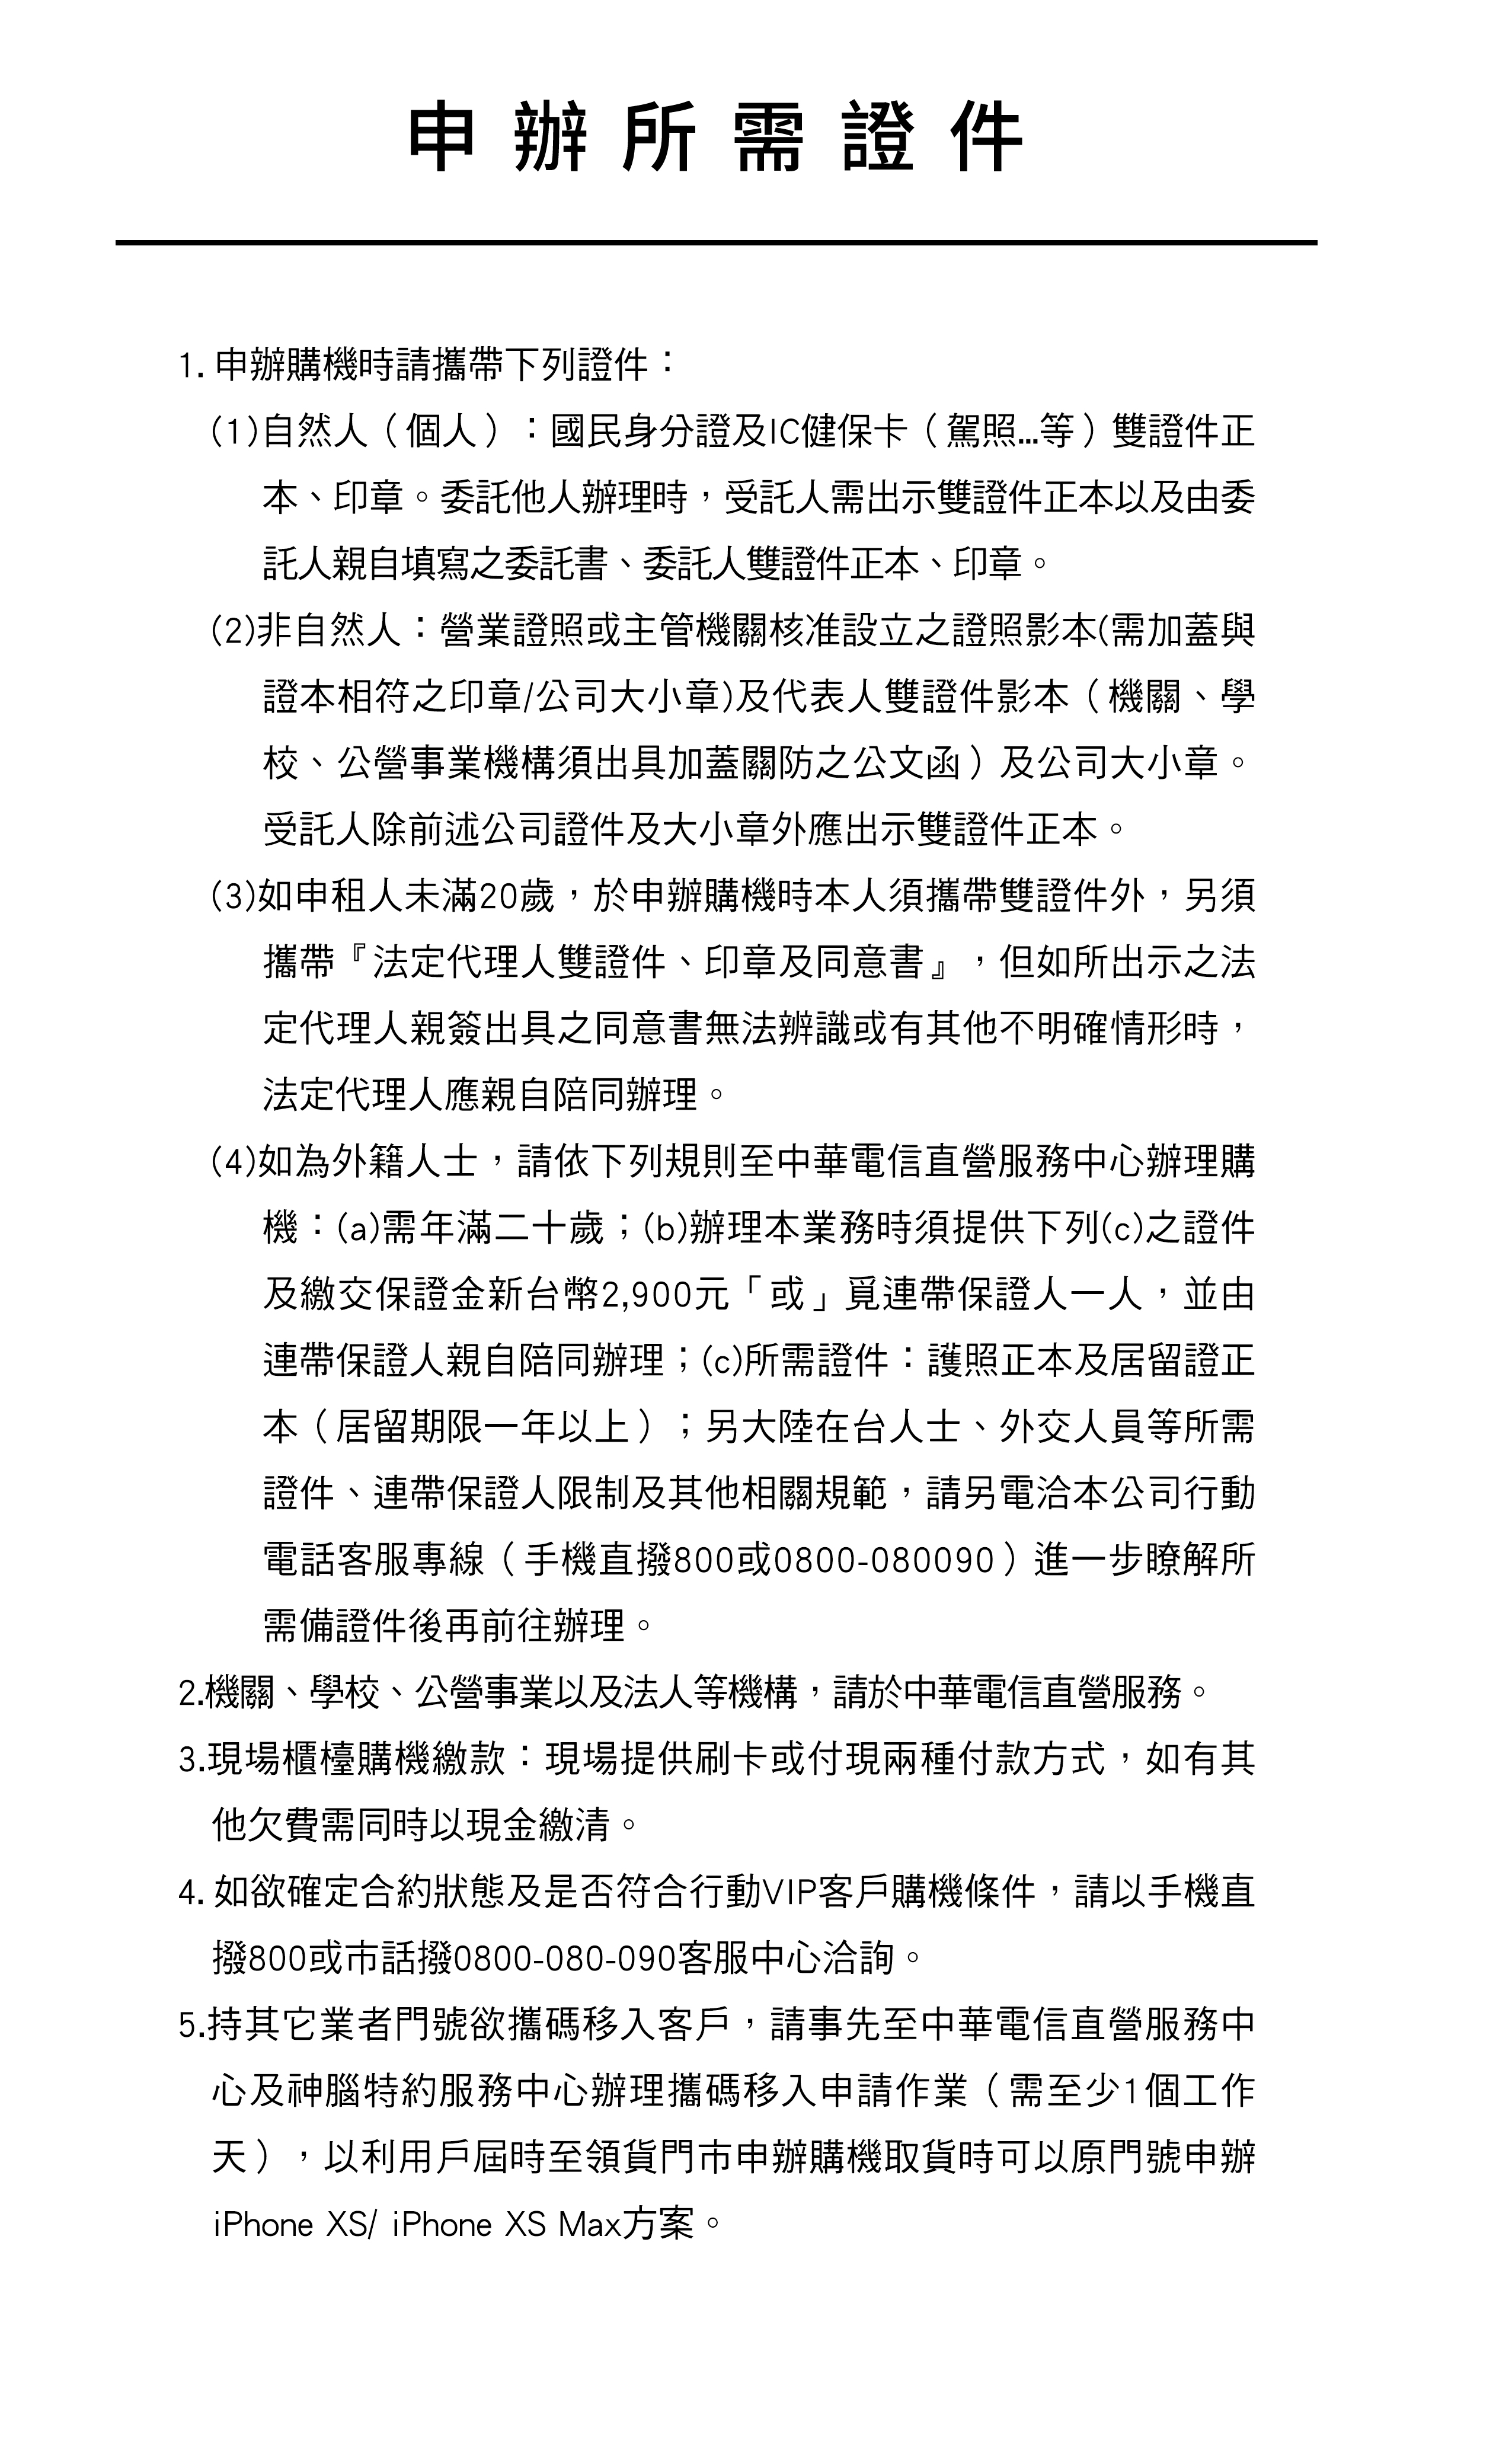 申辦所需證件
1. 申辦購機時請攜帶下列證件：
(1)自然人（個人）：國民身分證及IC健保卡（駕照...等）雙證件正
本、印章。委託他人辦理時，受託人需出示雙證件正本以及由委
託人親自填寫之委託書、委託人雙證件正本、印章。
(2)非自然人：營業證照或主管機關核准設立之證照影本(需加蓋與
證本相符之印章/公司大小章)及代表人雙證件影本（機關、學
校、公營事業機構須出具加蓋關防之公文函）及公司大小章。
受託人除前述公司證件及大小章外應出示雙證件正本。
(3)如申租人未滿20歲，於申辦購機時本人須攜帶雙證件外，另須
攜帶『法定代理人雙證件、印章及同意書』，但如所出示之法
定代理人親簽出具之同意書無法辨識或有其他不明確情形時，
法定代理人應親自陪同辦理。
(4)如為外籍人士，請依下列規則至中華電信直營服務中心辦理購
機：(a)需年滿二十歲；(b)辦理本業務時須提供下列(c)之證件
及繳交保證金新台幣2,900元「或」覓連帶保證人一人，並由
連帶保證人親自陪同辦理；(c)所需證件：護照正本及居留證正
本（居留期限一年以上）；另大陸在台人士、外交人員等所需
證件、連帶保證人限制及其他相關規範，請另電洽本公司行動
電話客服專線（手機直撥800或0800-080090）進一步瞭解所
需備證件後再前往辦理。
2.機關、學校、公營事業以及法人等機構，請於中華電信直營服務。
3.現場櫃檯購機繳款：現場提供刷卡或付現兩種付款方式，如有其
他欠費需同時以現金繳清。
4. 如欲確定合約狀態及是否符合行動VIP客戶購機條件，請以手機直
撥800或市話撥0800-080-090客服中心洽詢。
5.持其它業者門號欲攜碼移入客戶，請事先至中華電信直營服務中
心及神腦特約服務中心辦理攜碼移入申請作業（需至少1個工作
天），以利用戶屆時至領貨門市申辦購機取貨時可以原門號申辦
iPhone XS/ iPhone XS Max方案。